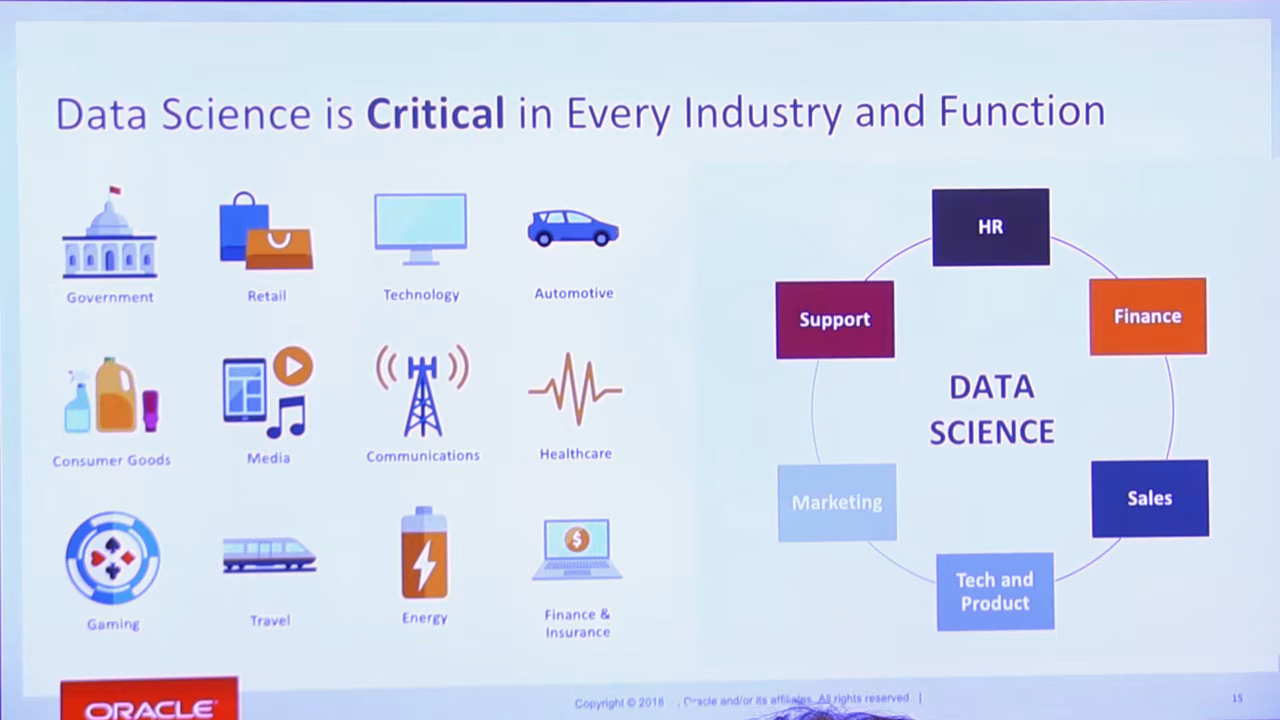 Data Science is Critical in Every Industry and Function
Government
Retail
Technology
Automotive
Consumer Goods
Media
Communications
Healthcare
Gaming
Travel
Energy
Finance &
Insurance
HR
Support
Finance
DATA
SCIENCE
Marketing
Sales
Tech and
Product
ORACLE
Copyright © 2018 , Oracle and/or its affiliates. All rights reserved. |
15